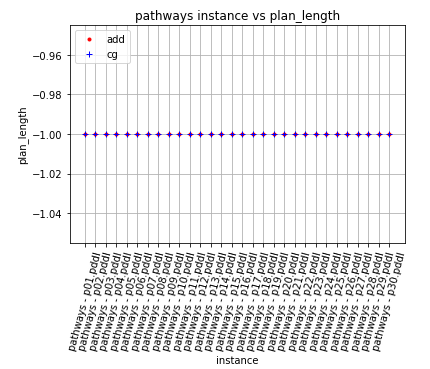 pathways instance vs plan_length
add
cg
−0.96
−0.98
−1.00
−1.02
−1.04
plan_length
pathways - p01.pddl
pathways - p02.pddl
pathways - p03.pddl
pathways - p04.pddl
pathways - p05.pddl
pathways - p06.pddl
pathways - p07.pddl
pathways - p08.pddl
pathways - p09.pddl
pathways - p10.pddl
pathways - p11.pddl
pathways - p12.pddl
pathways - p13.pddl
pathways - p14.pddl
pathways - p15.pddl
pathways - p16.pddl
pathways - p17.pddl
pathways - p18.pddl
pathways - p19.pddl
pathways - p20.pddl
pathways - p21.pddl
pathways - p22.pddl
pathways - p23.pddl
pathways - p24.pddl
pathways - p25.pddl
pathways - p26.pddl
pathways - p27.pddl
pathways - p28.pddl
pathways - p29.pddl
pathways - p30.pddl
instance